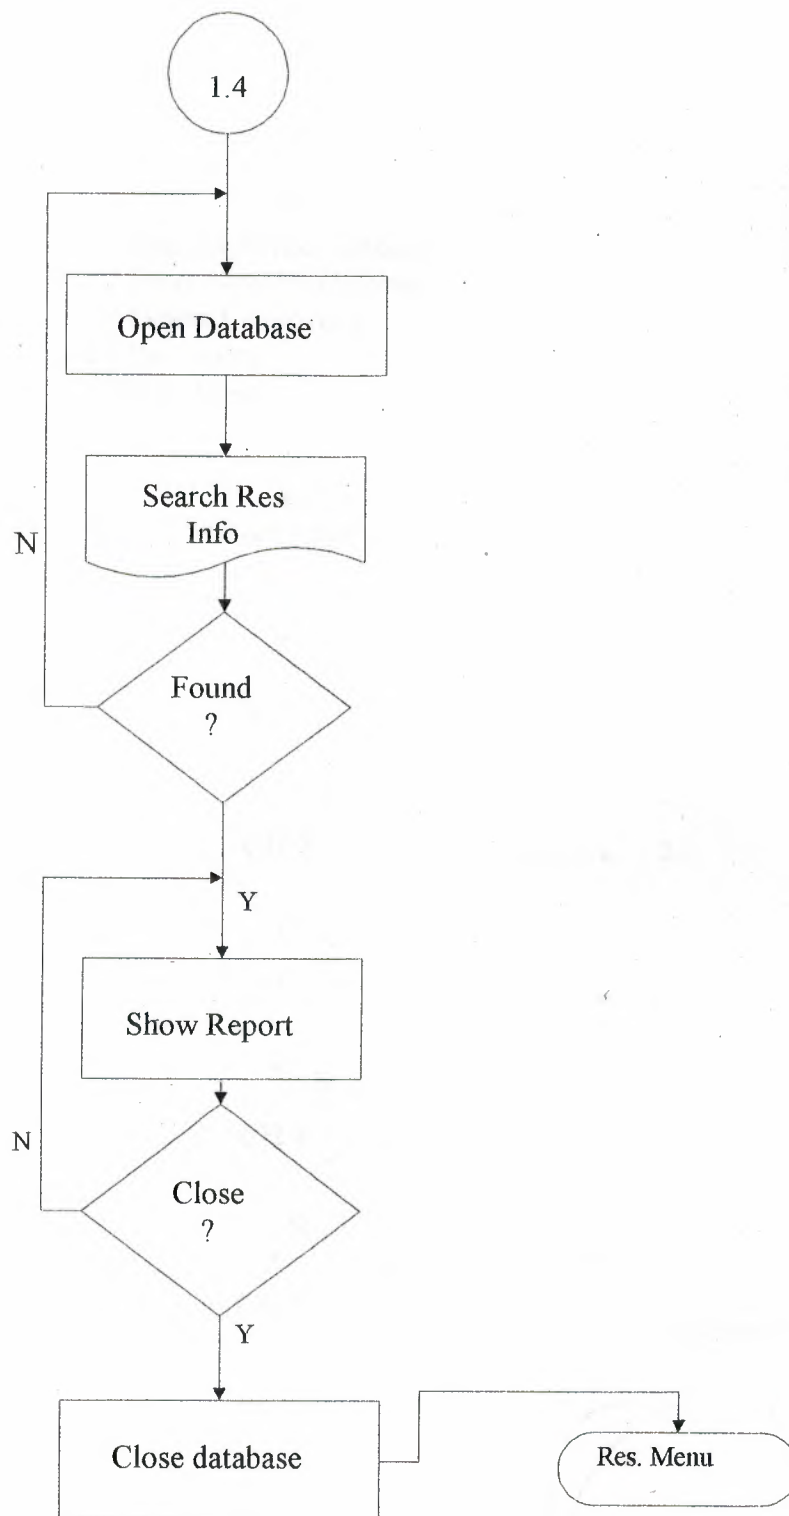 1.4
Open Database
Search Res
Info
N
Found
?
Y
Show Report
N
Close
?
Y
Close database
Res. Menu